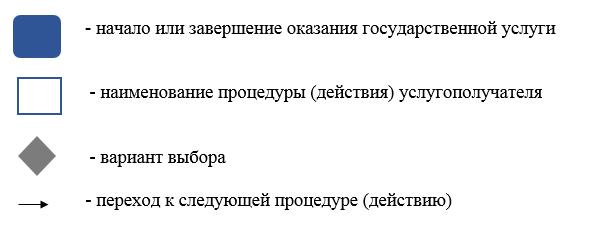 - начало или завершение оказания государственной услуги
- наименование процедуры (действия) услугополучателя
- вариант выбора
- переход к следующей процедуре (действию)